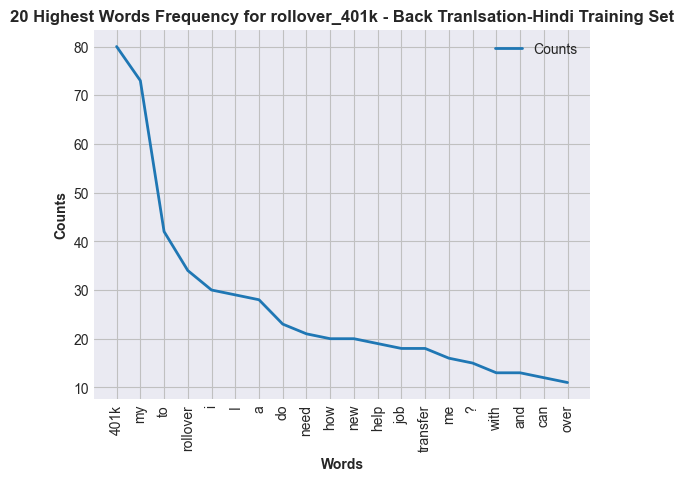 20 Highest Words Frequency for rollover_401k - Back Tranlsation-Hindi Training Set
Counts
80
70
60
50
40
30
20
10
Counts
401k
my
to
rollover
i
I
a
do
need
how
new
help
job
transfer
me
?
with
and
can
over
Words